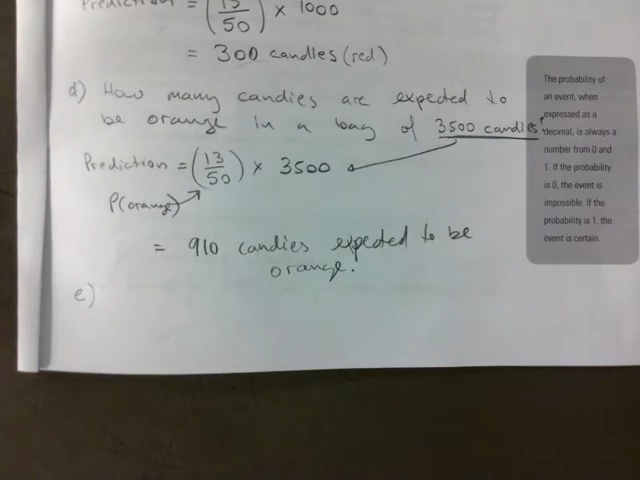 Prediction = (15/50) × 1000
= 300 candles (red)
d) How many candies are expected to
be orange in a bag of 3500 candies?
Prediction = (13/50) × 3500
P(orange)
= 910 candies expected to be
orange.
e)
The probability of
an event, when
expressed as a
decimal, is always a
number from 0 and
1. If the probability
is 0, the event is
impossible. If the
probability is 1, the
event is certain.